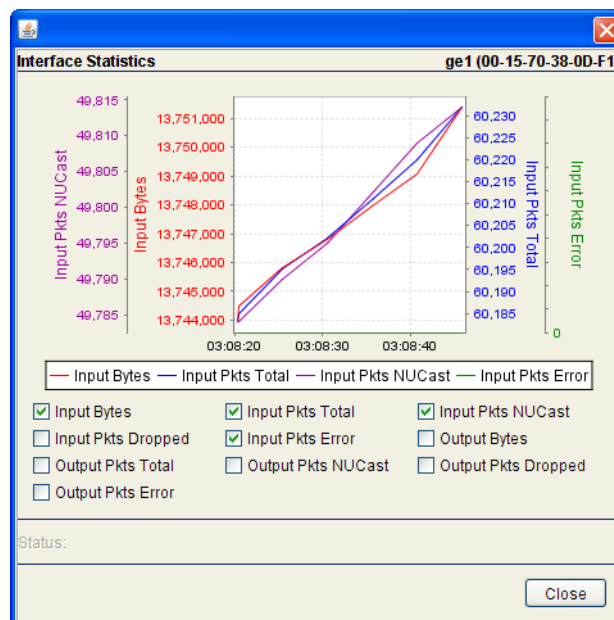 Interface Statistics ge1 (00-15-70-38-0D-F1
49,815
49,810
49,805
49,800
49,795
49,790
49,785
Input Pkts NUCast
13,751,000
13,750,000
13,749,000
13,748,000
13,747,000
13,746,000
13,745,000
13,744,000
Input Bytes
60,230
60,225
60,220
60,215
60,210
60,205
60,200
60,195
60,190
60,185
Input Pkts Total
Input Pkts Error
0
03:08:20 03:08:30 03:08:40
Input Bytes Input Pkts Total Input Pkts NUCast Input Pkts Error
Input Bytes Input Pkts Total Input Pkts NUCast
Input Pkts Dropped Input Pkts Error Output Bytes
Output Pkts Total Output Pkts NUCast Output Pkts Dropped
Output Pkts Error
Status:
Close